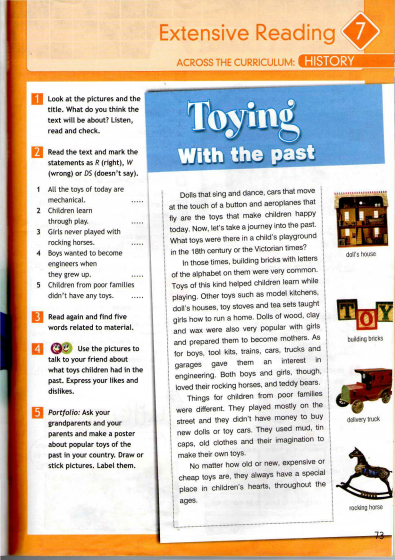 Extensive Reading 7
ACROSS THE CURRICULUM: HISTORY
1 Look at the pictures and the
title. What do you think the
text will be about? Listen,
read and check.
2 Read the text and mark the
statements as R (right), W
(wrong) or DS (doesn't say).
1 All the toys of today are
mechanical. .....
2 Children learn
through play. .....
3 Girls never played with
rocking horses. .....
4 Boys wanted to become
engineers when
they grew up. .....
5 Children from poor families
didn't have any toys. .....
3 Read again and find five
words related to material.
4 Use the pictures to
talk to your friend about
what toys children had in the
past. Express your likes and
dislikes.
5 Portfolio: Ask your
grandparents and your
parents and make a poster
about popular toys of the
past in your country. Draw or
stick pictures. Label them.
Toying
With the past
Dolls that sing and dance, cars that move
at the touch of a button and aeroplanes that
fly are the toys that make children happy
today. Now, let's take a journey into the past.
What toys were there in a child's playground
in the 18th century or the Victorian times?
In those times, building bricks with letters
of the alphabet on them were very common.
Toys of this kind helped children learn while
playing. Other toys such as model kitchens,
doll's houses, toy stoves and tea sets taught
girls how to run a home. Dolls of wood, clay
and wax were also very popular with girls
and prepared them to become mothers. As
for boys, tool kits, trains, cars, trucks and
garages gave them an interest in
engineering. Both boys and girls, though,
loved their rocking horses, and teddy bears.
Things for children from poor families
were different. They played mostly on the
street and they didn't have money to buy
new dolls or toy cars. They used mud, tin
caps, old clothes and their imagination to
make their own toys.
No matter how old or new, expensive or
cheap toys are, they always have a special
place in children's hearts, throughout the
ages.
doll's house
TOY
building bricks
delivery truck
rocking horse
73